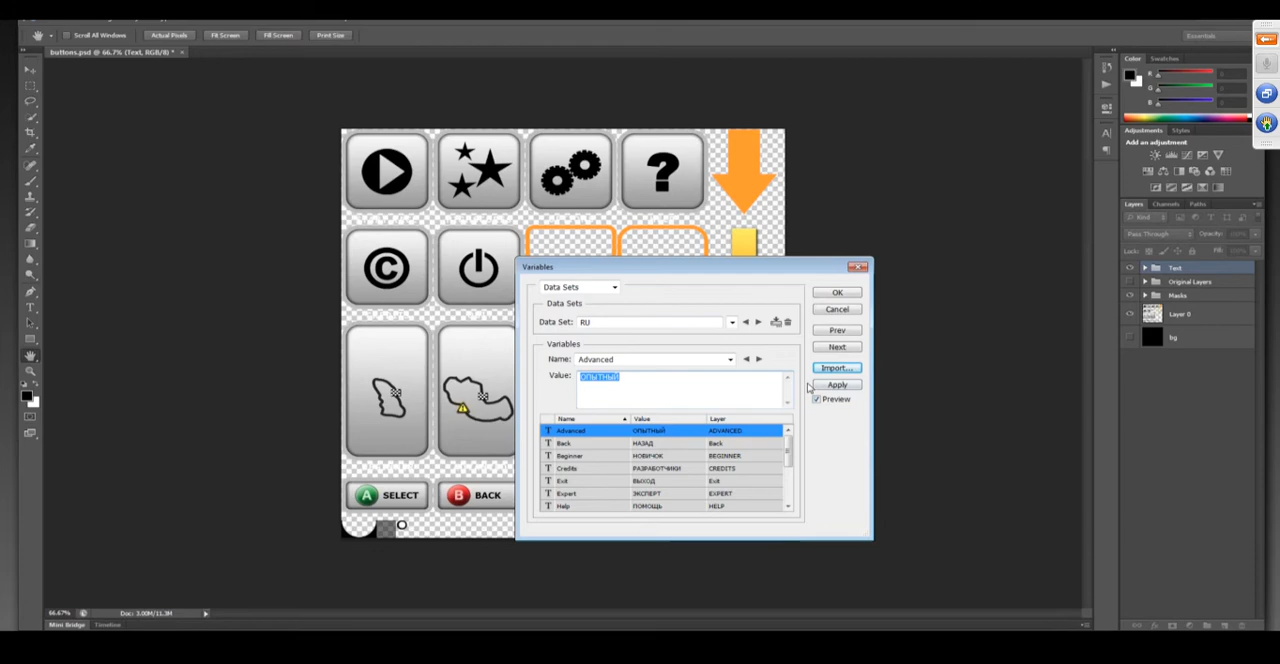 Scroll All Windows Actual Pixels Fit Screen Fill Screen Print Size Essentials
buttons.psd @ 66.7% (Text, RGB/8) * ×
Color Swatches
R
G
B
Adjustments Styles
Add an adjustment
Layers Channels Paths
Kind
Pass Through Opacity:
Lock: Fill:
Text
Original Layers
Masks
Layer 0
bg
?
©
A SELECT B BACK
Variables
Data Sets
Data Sets
Data Set: RU
Variables
Name: Advanced
Value: ОПЫТНЫЙ
OK
Cancel
Prev
Next
Import...
Apply
Preview
Name Value Layer
T Advanced ОПЫТНЫЙ ADVANCED
T Back НАЗАД Back
T Beginner НОВИЧОК BEGINNER
T Credits РАЗРАБОТЧИКИ CREDITS
T Exit ВЫХОД Exit
T Expert ЭКСПЕРТ EXPERT
T Help ПОМОЩЬ HELP
66.67% Doc: 3.00M/11.3M
Mini Bridge Timeline